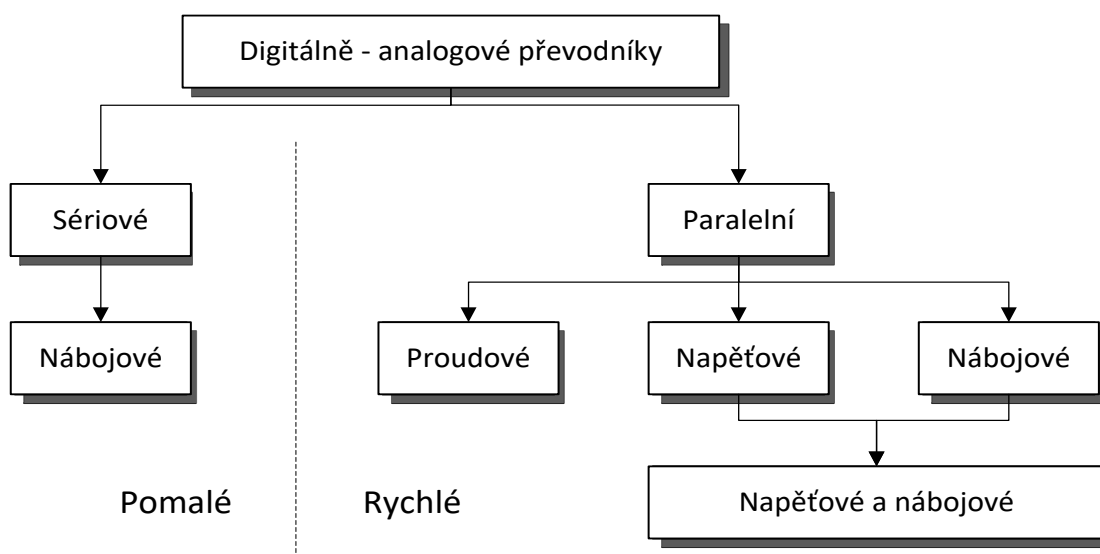 Digitálně - analogové převodníky
Sériové
Paralelní
Nábojové
Proudové
Napěťové
Nábojové
Pomalé
Rychlé
Napěťové a nábojové